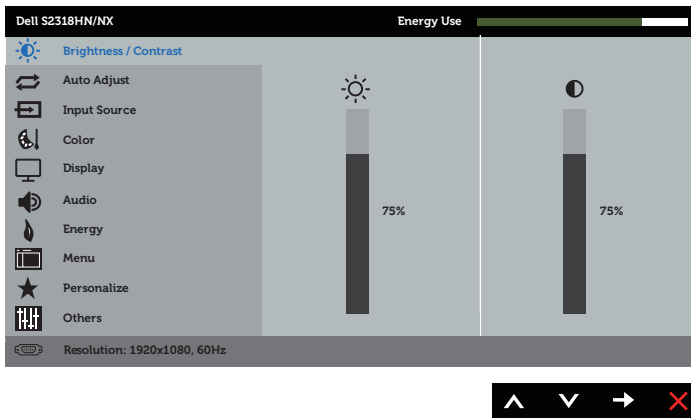 Dell S2318HN/NX
Energy Use
Brightness / Contrast
Auto Adjust
Input Source
Color
Display
Audio
Energy
Menu
Personalize
Others
75%
75%
Resolution: 1920x1080, 60Hz